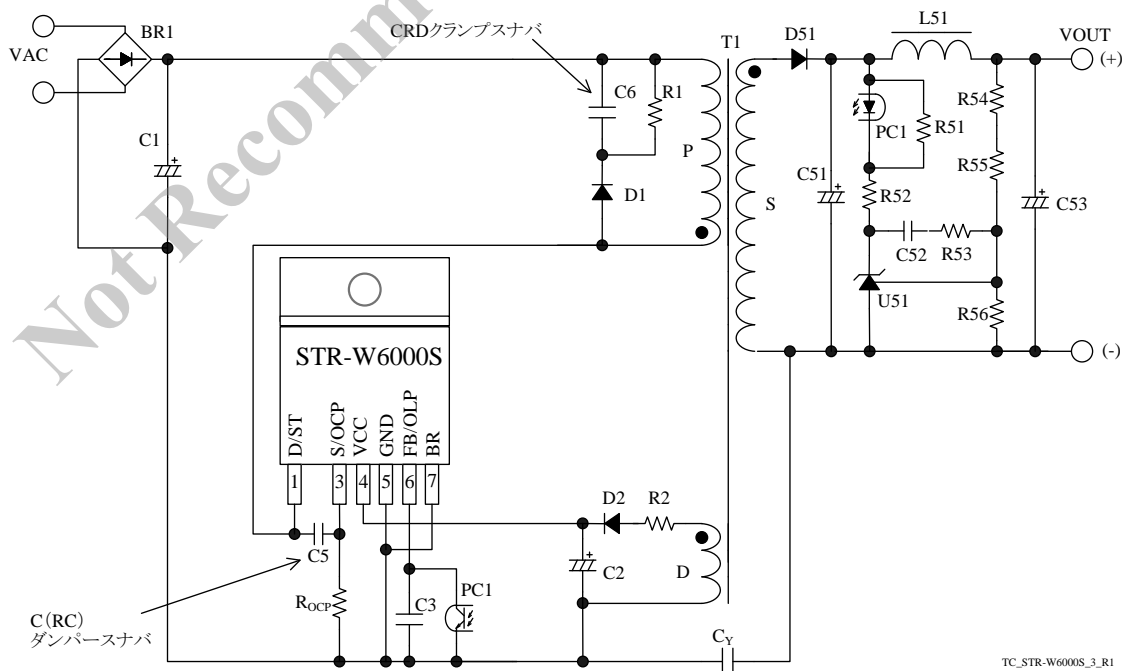 Not Recomm
VAC
BR1
C1
CRDクランプスナバ
C6
R1
D1
P
T1
S
D51
L51
VOUT
(+)
PC1
R51
R52
C51
R54
R55
C53
C52
R53
U51
R56
(-)
STR-W6000S
D/ST
S/OCP
VCC
GND
FB/OLP
BR
1
3
4
5
6
7
C5
C(RC)
ダンパースナバ
ROCP
C3
PC1
D2
R2
C2
D
CY
TC_STR-W6000S_3_R1